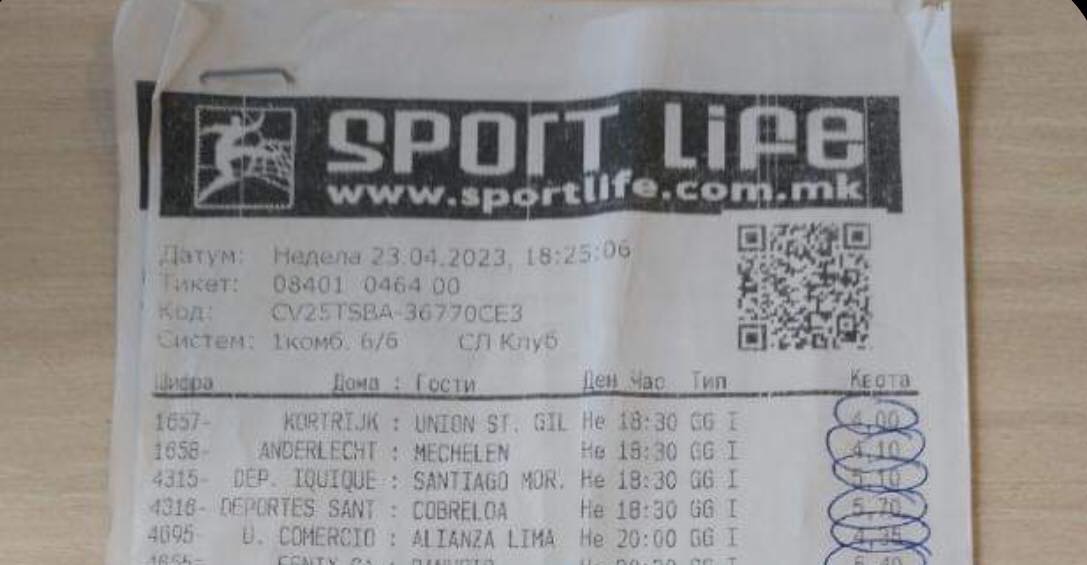 SPORT LIFE
www.sportlife.com.mk
Датум: Недела 23.04.2023, 18:25:06
Тикет: 08401 0464 00
Код: CV25TSBA-36770CE3
Систем: 1комб. 6/6 СЛ Клуб
Шифра Дома : Гости Ден Час Тип Квота
1657- KORTRIJK : UNION ST. GIL Не 18:30 GG I 4,00
1658- ANDERLECHT : MECHELEN Не 18:30 GG I 4,10
4315- DEP. IQUIQUE : SANTIAGO MOR. Не 18:30 GG I 5,10
4316- DEPORTES SANT : COBRELOA Не 18:30 GG I 5,70
4695- U. COMERCIO : ALIANZA LIMA Не 20:00 GG I 4,35